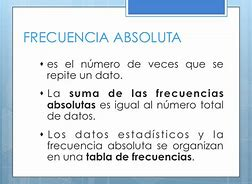 FRECUENCIA ABSOLUTA
• es el número de veces que se
repite un dato.
• La suma de las frecuencias
absolutas es igual al número total
de datos.
• Los datos estadísticos y la
frecuencia absoluta se organizan
en una tabla de frecuencias.